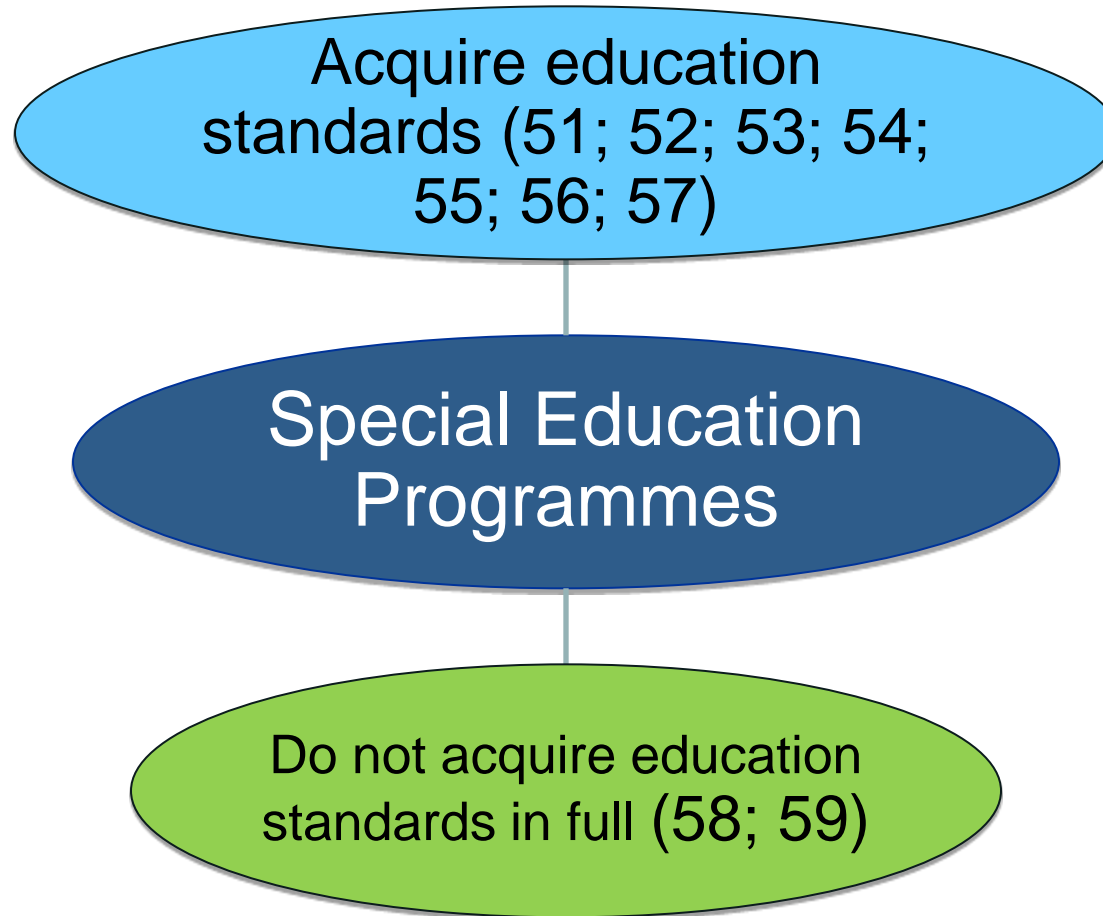 Acquire education
standards (51; 52; 53; 54;
55; 56; 57)
Special Education
Programmes
Do not acquire education
standards in full (58; 59)